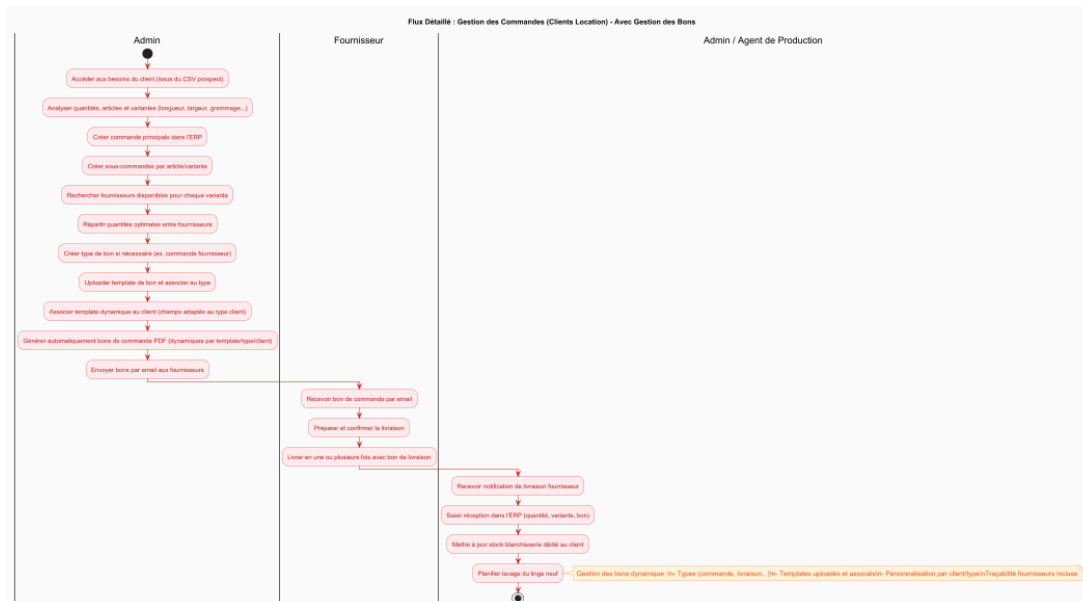 Flux Détaillé : Gestion des Commandes (Clients Location) - Avec Gestion des Bons
Admin
Fournisseur
Admin / Agent de Production
Accéder aux besoins du client (issus du CSV prospect)
Analyser quantités, articles et variantes (longueur, largeur, grammage...)
Créer commande principale dans l'ERP
Créer sous-commandes par article/variante
Rechercher fournisseurs disponibles pour chaque variante
Répartir quantités optimales entre fournisseurs
Créer type de bon si nécessaire (ex. commande fournisseur)
Uploader template de bon et associer au type
Associer template dynamique au client (champs adaptés au type client)
Générer automatiquement bons de commande PDF (dynamiques par template/type/client)
Envoyer bons par email aux fournisseurs
Recevoir bon de commande par email
Préparer et confirmer la livraison
Livrer en une ou plusieurs fois avec bon de livraison
Recevoir notification de livraison fournisseur
Saisir réception dans l'ERP (quantité, variante, bon)
Mettre à jour stock blanchisserie dédié au client
Planifier lavage du linge neuf
Gestion des bons dynamique :\n- Types (commande, livraison...)\n- Templates uploadés et associés\n- Personnalisation par client/type\nTraçabilité fournisseurs incluse